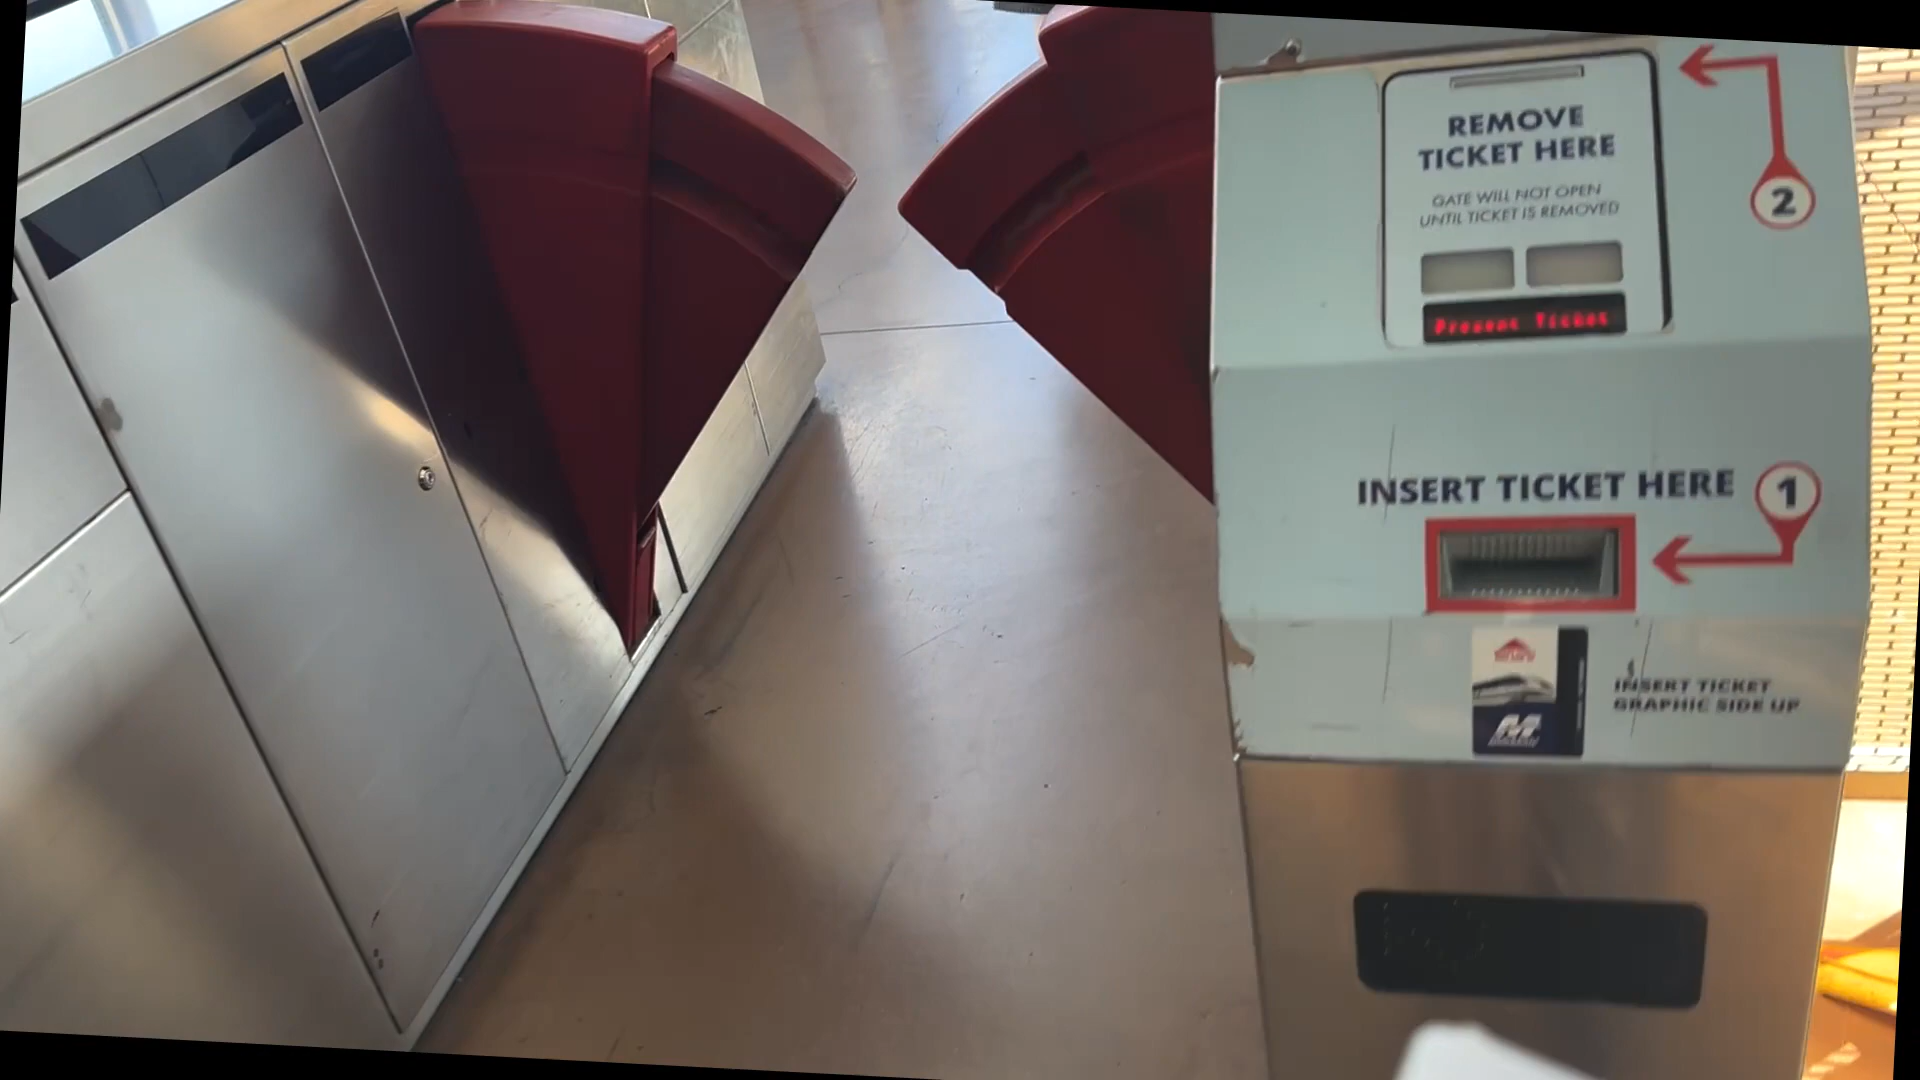 REMOVE
TICKET HERE
GATE WILL NOT OPEN
UNTIL TICKET IS REMOVED
2
Present Ticket
INSERT TICKET HERE
1
INSERT TICKET
GRAPHIC SIDE UP
M